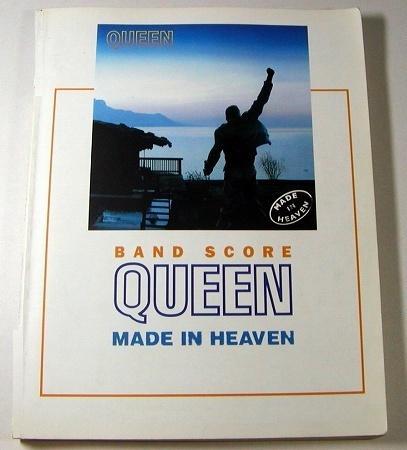 QUEEN
MADE
IN
HEAVEN
BAND SCORE
QUEEN
MADE IN HEAVEN